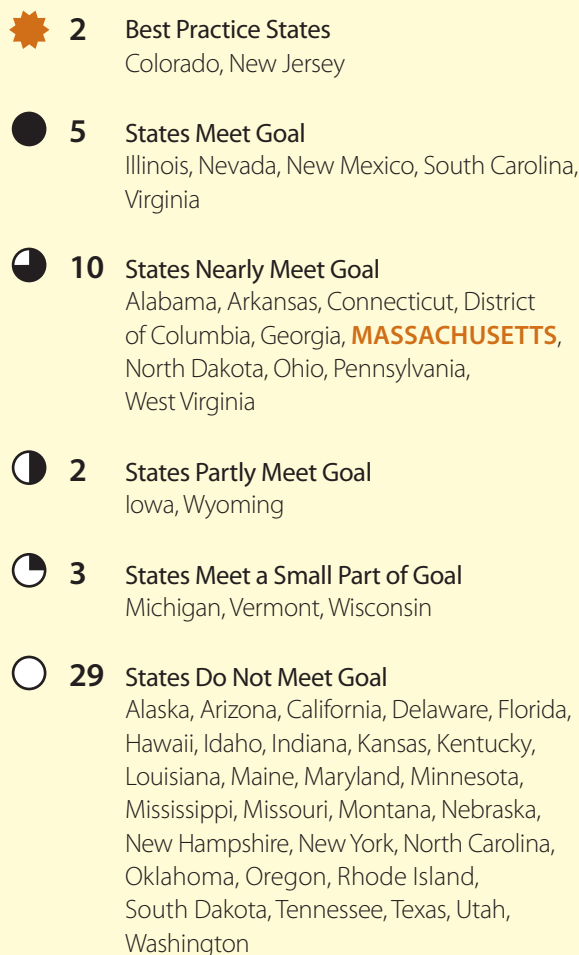 2 Best Practice States
Colorado, New Jersey
5 States Meet Goal
Illinois, Nevada, New Mexico, South Carolina,
Virginia
10 States Nearly Meet Goal
Alabama, Arkansas, Connecticut, District
of Columbia, Georgia, MASSACHUSETTS,
North Dakota, Ohio, Pennsylvania,
West Virginia
2 States Partly Meet Goal
Iowa, Wyoming
3 States Meet a Small Part of Goal
Michigan, Vermont, Wisconsin
29 States Do Not Meet Goal
Alaska, Arizona, California, Delaware, Florida,
Hawaii, Idaho, Indiana, Kansas, Kentucky,
Louisiana, Maine, Maryland, Minnesota,
Mississippi, Missouri, Montana, Nebraska,
New Hampshire, New York, North Carolina,
Oklahoma, Oregon, Rhode Island,
South Dakota, Tennessee, Texas, Utah,
Washington